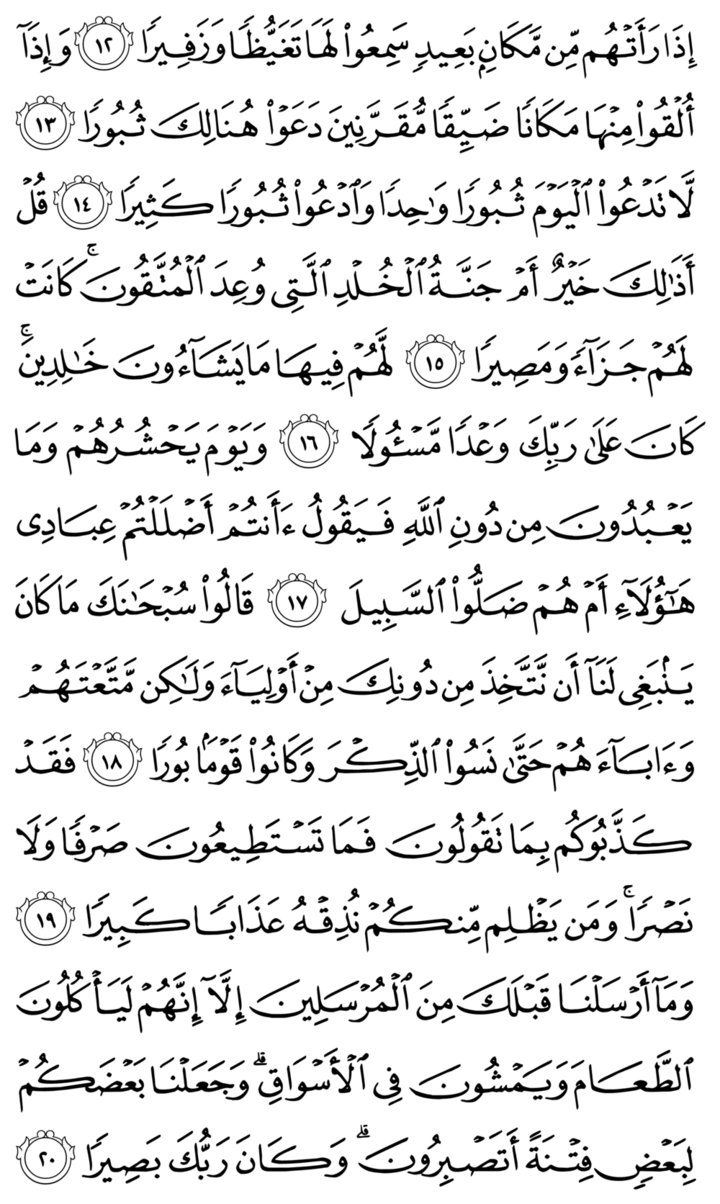 إِذَا رَأَتْهُم مِّن مَّكَانٍۭ بَعِيدٍ سَمِعُوا۟ لَهَا تَغَيُّظًا وَزَفِيرًا ١٢ وَإِذَآ
أُلْقُوا۟ مِنْهَا مَكَانًا ضَيِّقًا مُّقَرَّنِينَ دَعَوْا۟ هُنَالِكَ ثُبُورًا ١٣
لَّا تَدْعُوا۟ ٱلْيَوْمَ ثُبُورًا وَٰحِدًا وَٱدْعُوا۟ ثُبُورًا كَثِيرًا ١٤ قُلْ
أَذَٰلِكَ خَيْرٌ أَمْ جَنَّةُ ٱلْخُلْدِ ٱلَّتِى وُعِدَ ٱلْمُتَّقُونَ ۚ كَانَتْ
لَهُمْ جَزَآءً وَمَصِيرًا ١٥ لَّهُمْ فِيهَا مَا يَشَآءُونَ خَٰلِدِينَ ۚ
كَانَ عَلَىٰ رَبِّكَ وَعْدًا مَّسْـُٔولًا ١٦ وَيَوْمَ يَحْشُرُهُمْ وَمَا
يَعْبُدُونَ مِن دُونِ ٱللَّهِ فَيَقُولُ ءَأَنتُمْ أَضْلَلْتُمْ عِبَادِى
هَٰٓؤُلَآءِ أَمْ هُمْ ضَلُّوا۟ ٱلسَّبِيلَ ١٧ قَالُوا۟ سُبْحَٰنَكَ مَا كَانَ
يَنۢبَغِى لَنَآ أَن نَّتَّخِذَ مِن دُونِكَ مِنْ أَوْلِيَآءَ وَلَٰكِن مَّتَّعْتَهُمْ
وَءَابَآءَهُمْ حَتَّىٰ نَسُوا۟ ٱلذِّكْرَ وَكَانُوا۟ قَوْمًۢا بُورًا ١٨ فَقَدْ
كَذَّبُوكُم بِمَا تَقُولُونَ فَمَا تَسْتَطِيعُونَ صَرْفًا وَلَا
نَصْرًا ۚ وَمَن يَظْلِم مِّنكُمْ نُذِقْهُ عَذَابًا كَبِيرًا ١٩
وَمَآ أَرْسَلْنَا قَبْلَكَ مِنَ ٱلْمُرْسَلِينَ إِلَّآ إِنَّهُمْ لَيَأْكُلُونَ
ٱلطَّعَامَ وَيَمْشُونَ فِى ٱلْأَسْوَاقِ ۗ وَجَعَلْنَا بَعْضَكُمْ
لِبَعْضٍ فِتْنَةً أَتَصْبِرُونَ ۗ وَكَانَ رَبُّكَ بَصِيرًا ٢٠